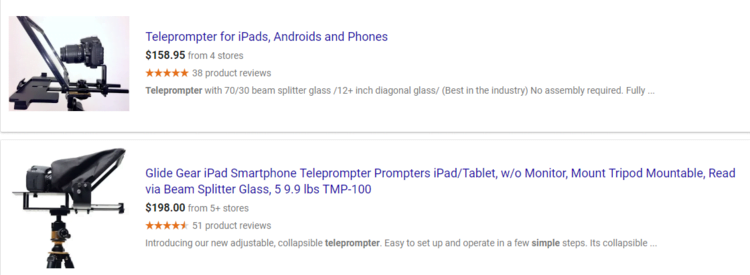 Teleprompter for iPads, Androids and Phones
$158.95 from 4 stores
38 product reviews
Teleprompter with 70/30 beam splitter glass /12+ inch diagonal glass/ (Best in the industry) No assembly required. Fully ...
Glide Gear iPad Smartphone Teleprompter Prompters iPad/Tablet, w/o Monitor, Mount Tripod Mountable, Read
via Beam Splitter Glass, 5 9.9 lbs TMP-100
$198.00 from 5+ stores
51 product reviews
Introducing our new adjustable, collapsible teleprompter. Easy to set up and operate in a few simple steps. Its collapsible ...